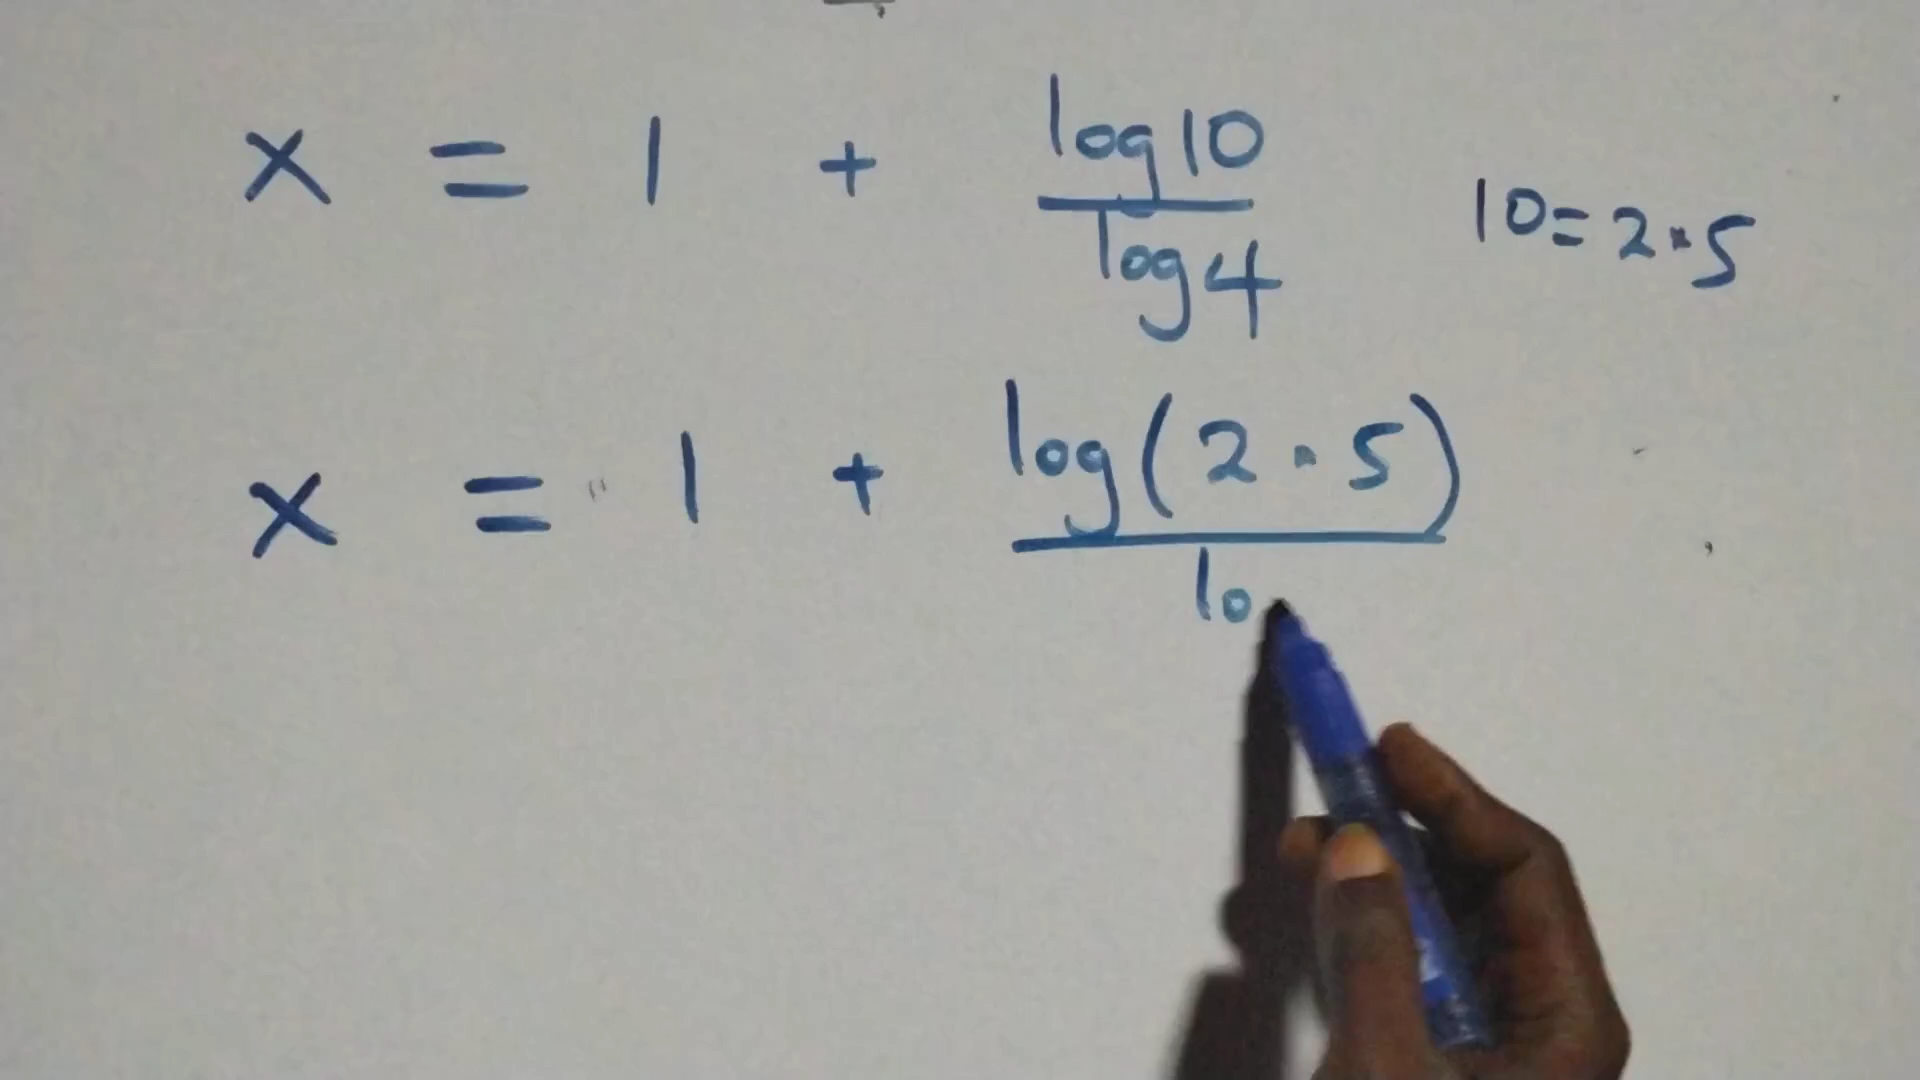 x = 1 + log10/log4
10=2·5
x = 1 + log(2·5)/lo